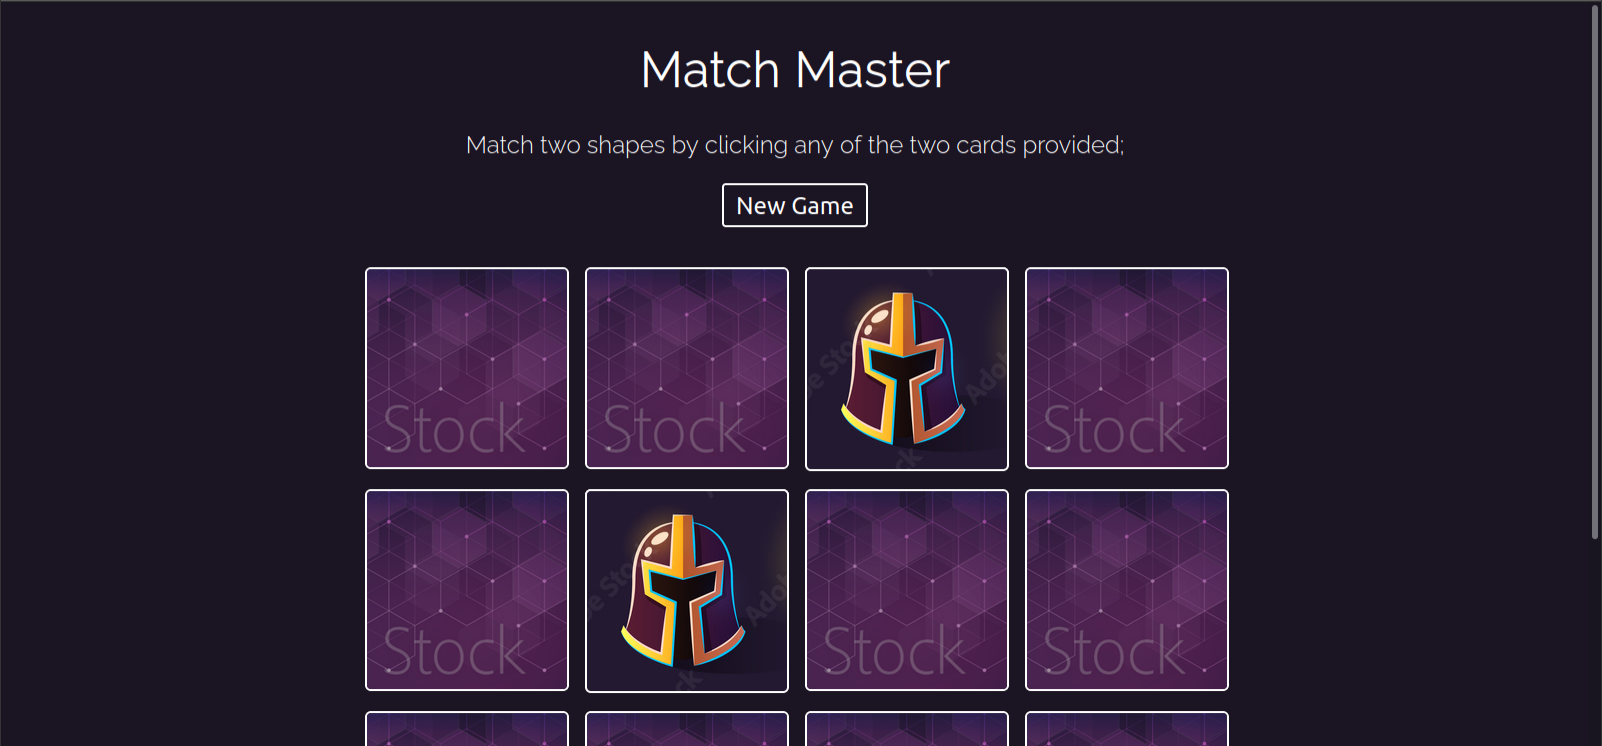 Match Master
Match two shapes by clicking any of the two cards provided;
New Game
Stock
Stock
Stock
Stock
Stock
Stock